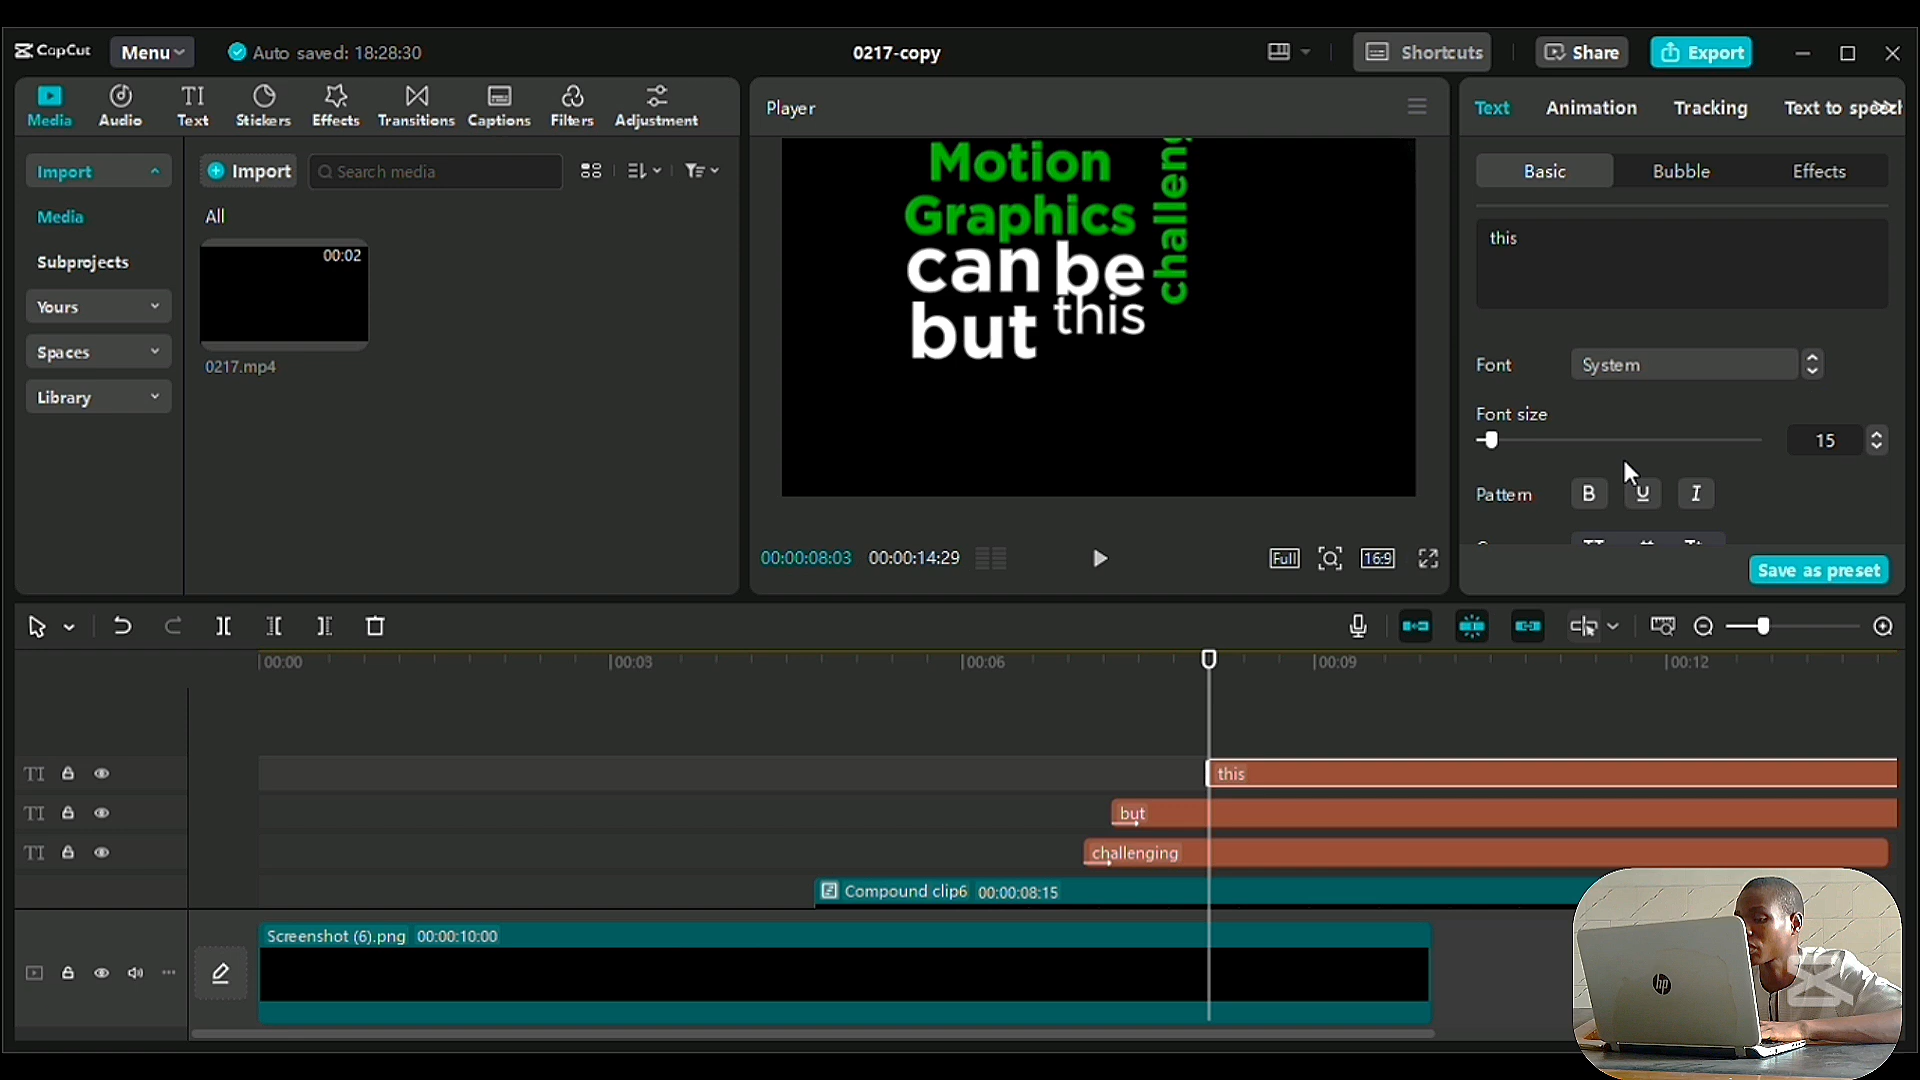 CapCut
Menu
Auto saved: 18:28:30
0217-copy
Shortcuts
Share
Export
Media
Audio
TI
Text
Stickers
Effects
Transitions
Captions
Filters
Adjustment
Import
Media
Subprojects
Yours
Spaces
Library
Import
Search media
All
00:02
0217.mp4
Player
Motion
Graphics
can be
but this
challeng
00:00:08:03
00:00:14:29
Full
16:9
Text
Animation
Tracking
Text to speech
Basic
Bubble
Effects
this
Font
System
Font size
15
Pattern
B
U
I
Save as preset
00:00
00:03
00:06
00:09
00:12
TI
this
TI
but
TI
challenging
Compound clip6 00:00:08:15
Screenshot (6).png 00:00:10:00
hp